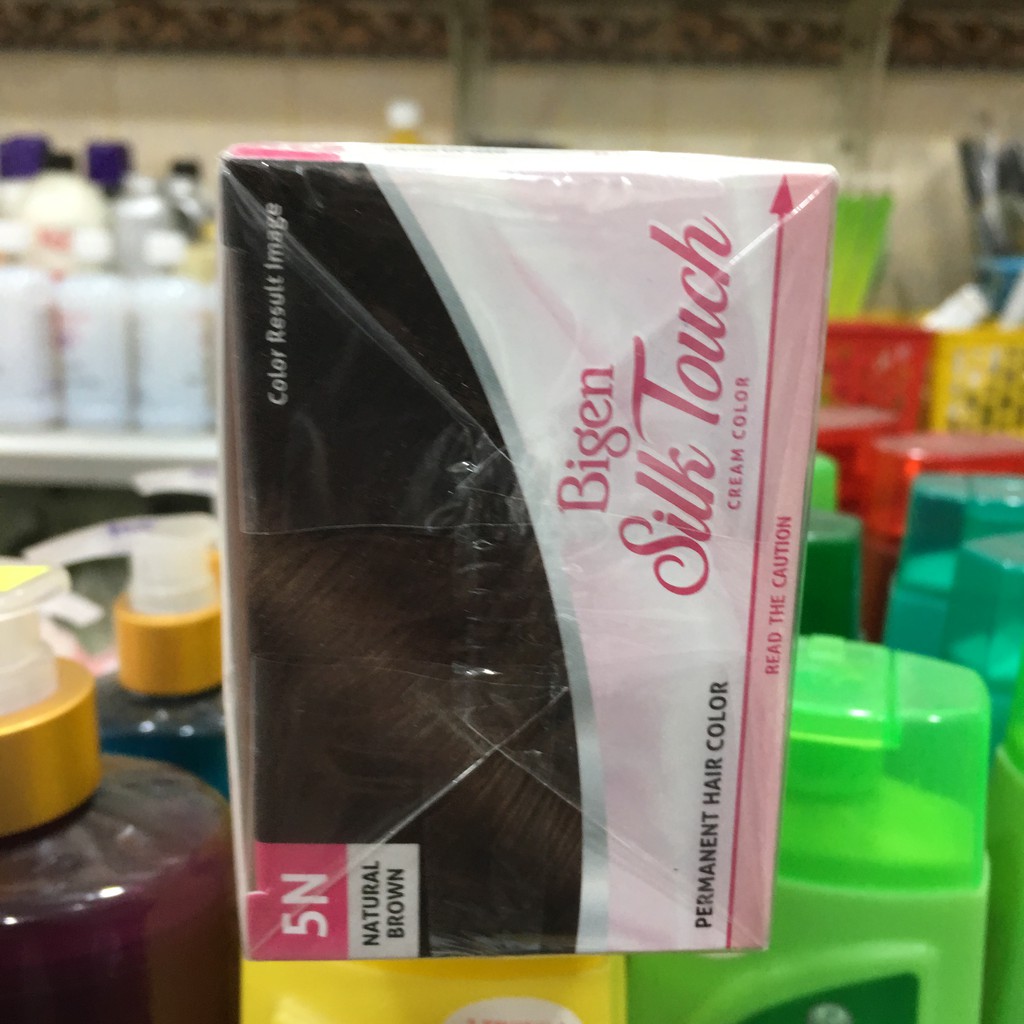 Color Result Image
5N
NATURAL
BROWN
Bigen
Silk Touch
CREAM COLOR
PERMANENT HAIR COLOR
READ THE CAUTION